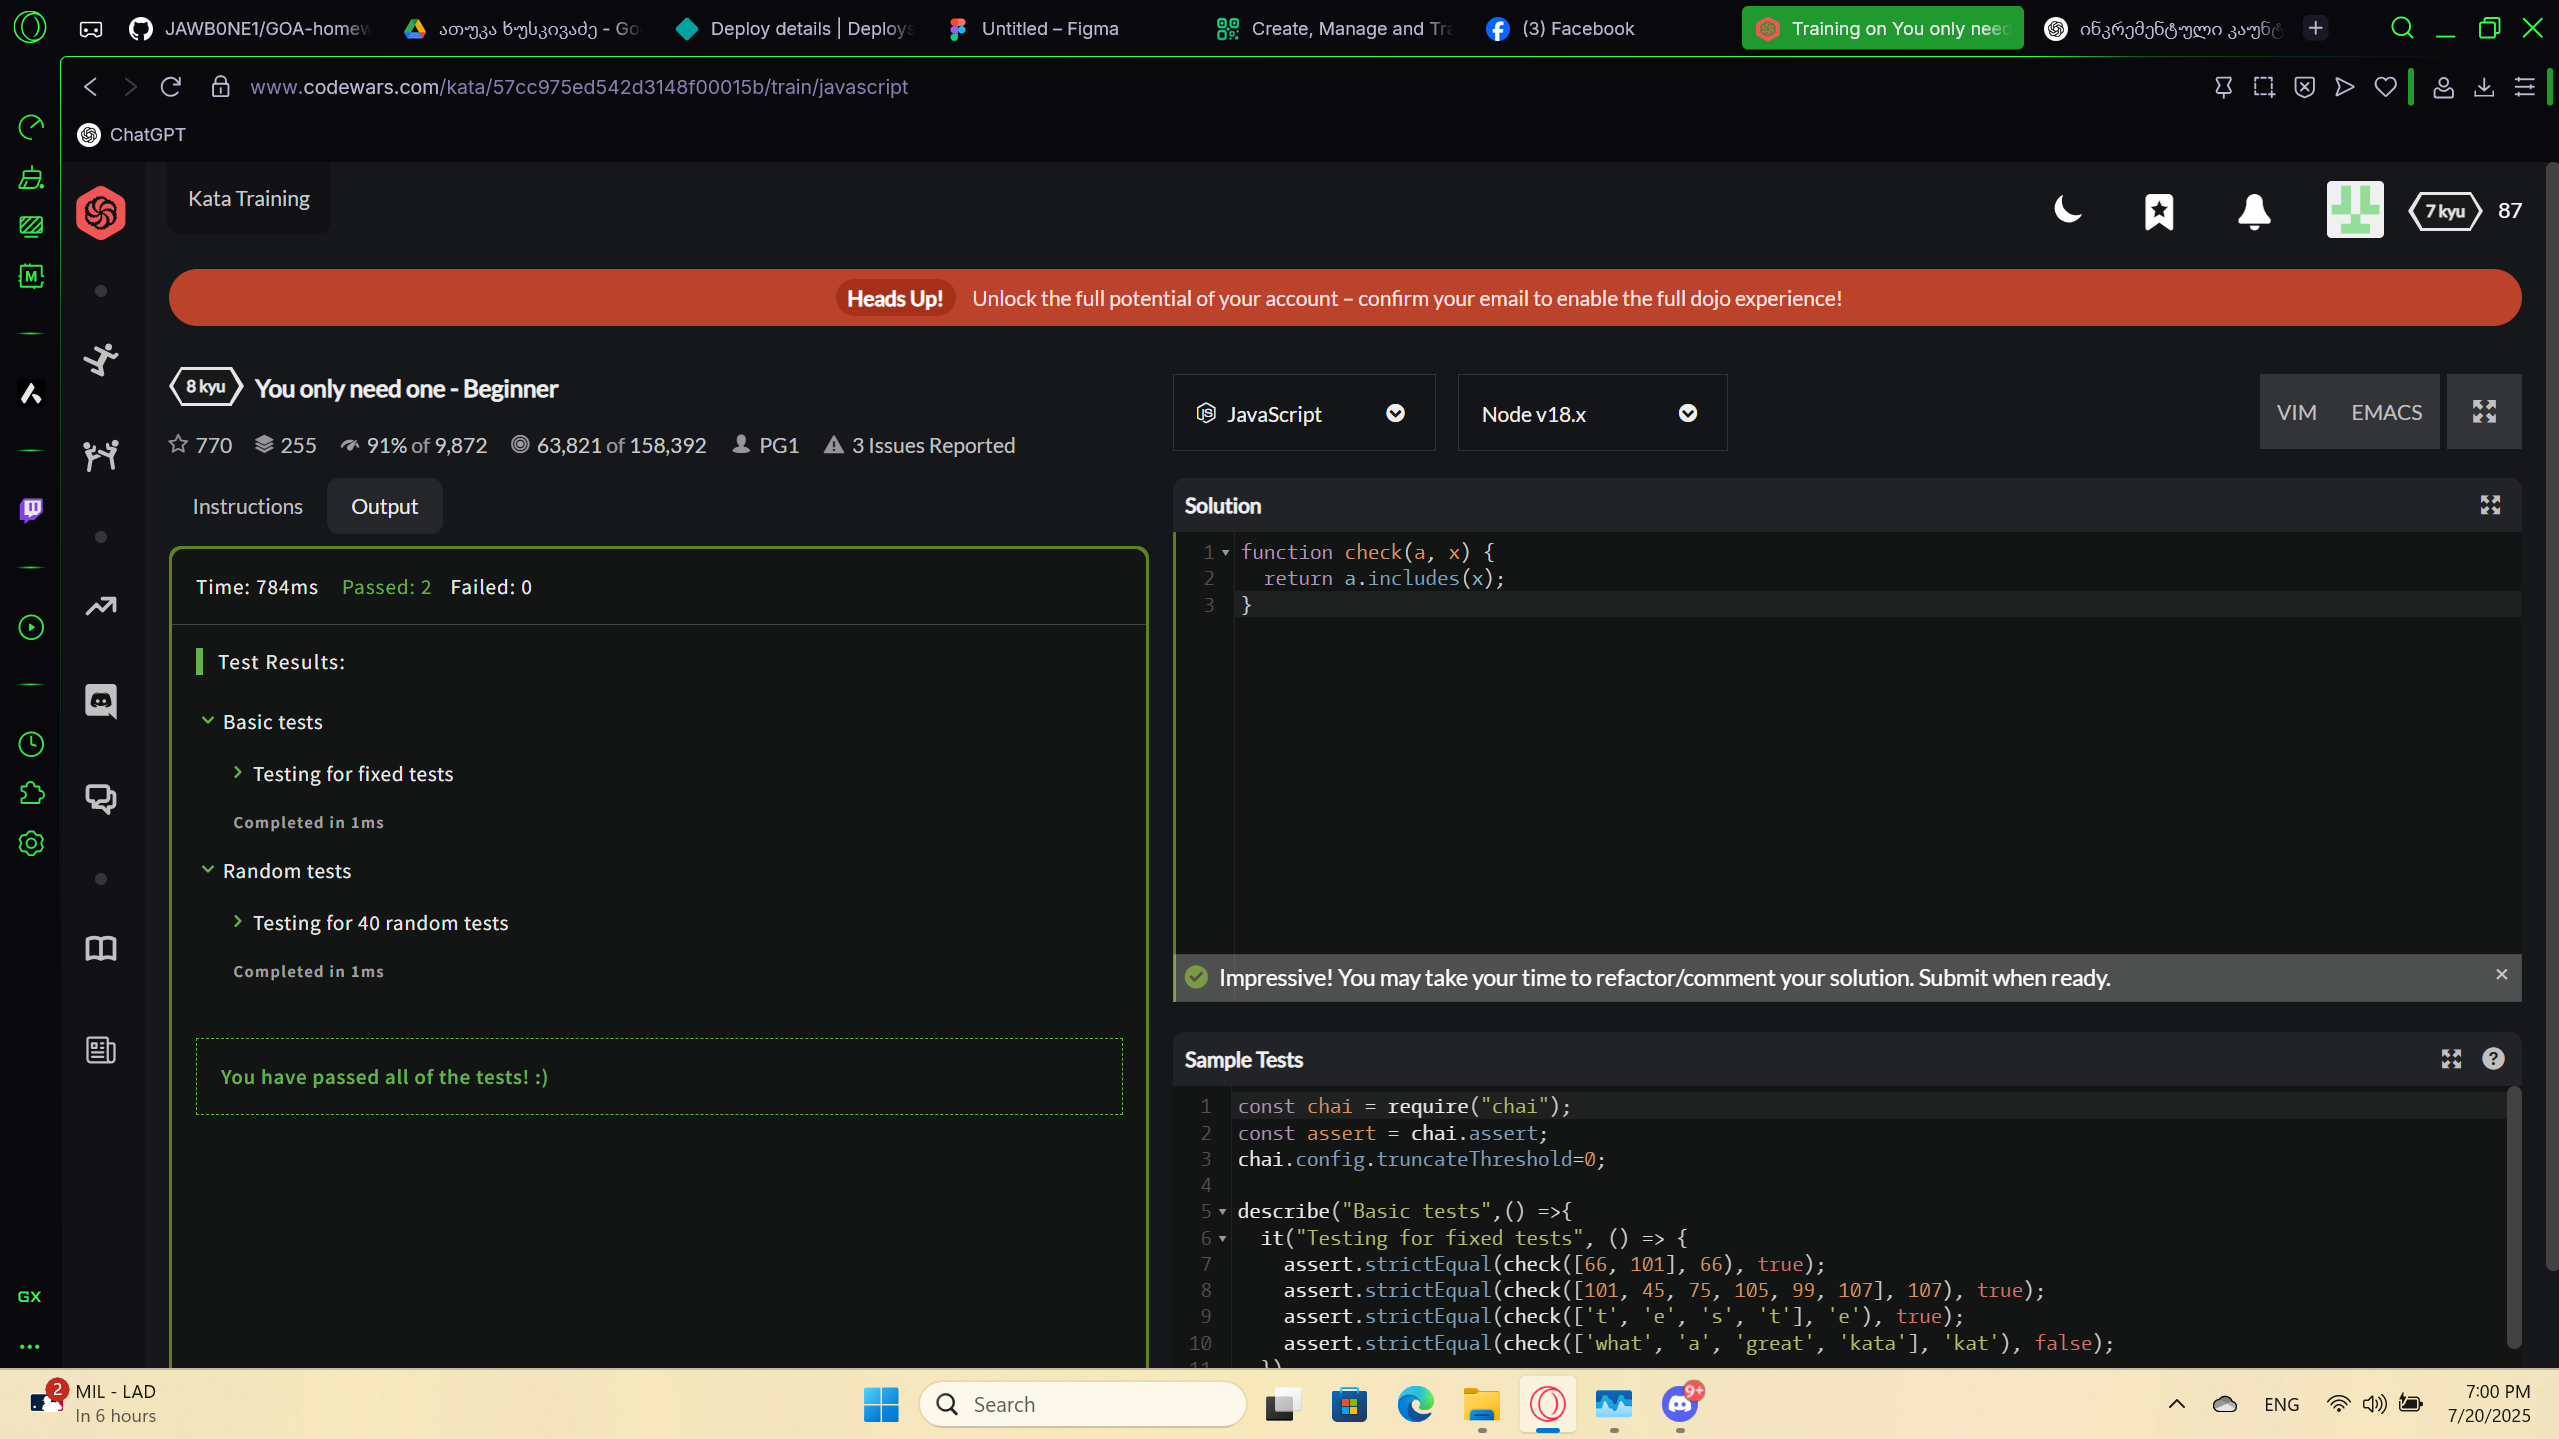 JAWB0NE1/GOA-homew
ათუკა ხუსკივაძე - Go
Deploy details | Deploys
Untitled – Figma
Create, Manage and Tra
(3) Facebook
Training on You only need
ინკრემენტული კაუნტ
www.codewars.com/kata/57cc975ed542d3148f00015b/train/javascript
ChatGPT
Kata Training
7 kyu
87
Heads Up! Unlock the full potential of your account – confirm your email to enable the full dojo experience!
8 kyu You only need one - Beginner
770 255 91% of 9,872 63,821 of 158,392 PG1 3 Issues Reported
JavaScript
Node v18.x
VIM EMACS
Instructions
Output
Time: 784ms Passed: 2 Failed: 0
Test Results:
Basic tests
Testing for fixed tests
Completed in 1ms
Random tests
Testing for 40 random tests
Completed in 1ms
You have passed all of the tests! :)
Solution
1 function check(a, x) {
2 return a.includes(x);
3 }
Impressive! You may take your time to refactor/comment your solution. Submit when ready.
Sample Tests
1 const chai = require("chai");
2 const assert = chai.assert;
3 chai.config.truncateThreshold=0;
4
5 describe("Basic tests",() =>{
6 it("Testing for fixed tests", () => {
7 assert.strictEqual(check([66, 101], 66), true);
8 assert.strictEqual(check([101, 45, 75, 105, 99, 107], 107), true);
9 assert.strictEqual(check(['t', 'e', 's', 't'], 'e'), true);
10 assert.strictEqual(check(['what', 'a', 'great', 'kata'], 'kat'), false);
11 })
GX
2
MIL - LAD
In 6 hours
Search
9+
ENG
7:00 PM
7/20/2025